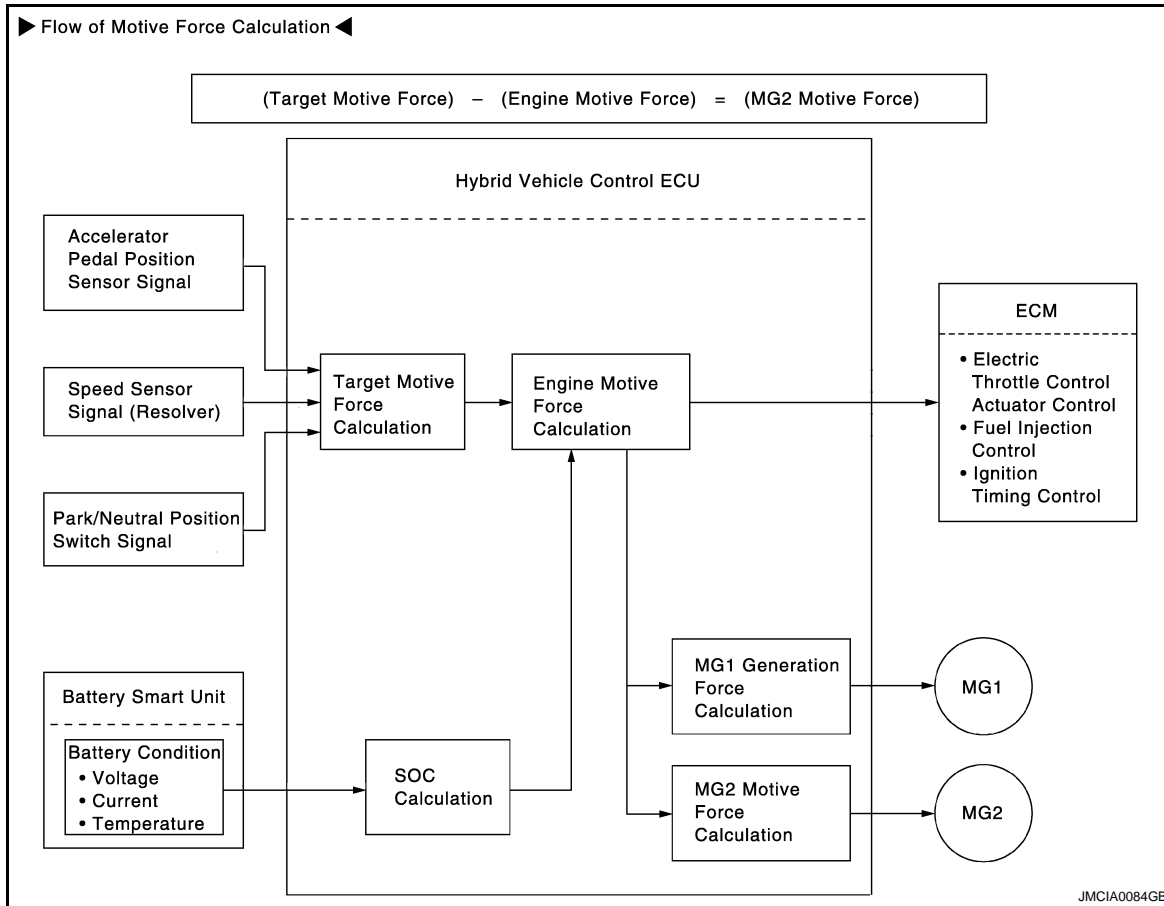 ▶ Flow of Motive Force Calculation ◀
(Target Motive Force) – (Engine Motive Force) = (MG2 Motive Force)
Hybrid Vehicle Control ECU
Accelerator
Pedal Position
Sensor Signal
Speed Sensor
Signal (Resolver)
Park/Neutral Position
Switch Signal
Target Motive
Force
Calculation
Engine Motive
Force
Calculation
ECM
• Electric
Throttle Control
Actuator Control
• Fuel Injection
Control
• Ignition
Timing Control
Battery Smart Unit
Battery Condition
• Voltage
• Current
• Temperature
SOC
Calculation
MG1 Generation
Force
Calculation
MG1
MG2 Motive
Force
Calculation
MG2
JMCIA0084GB